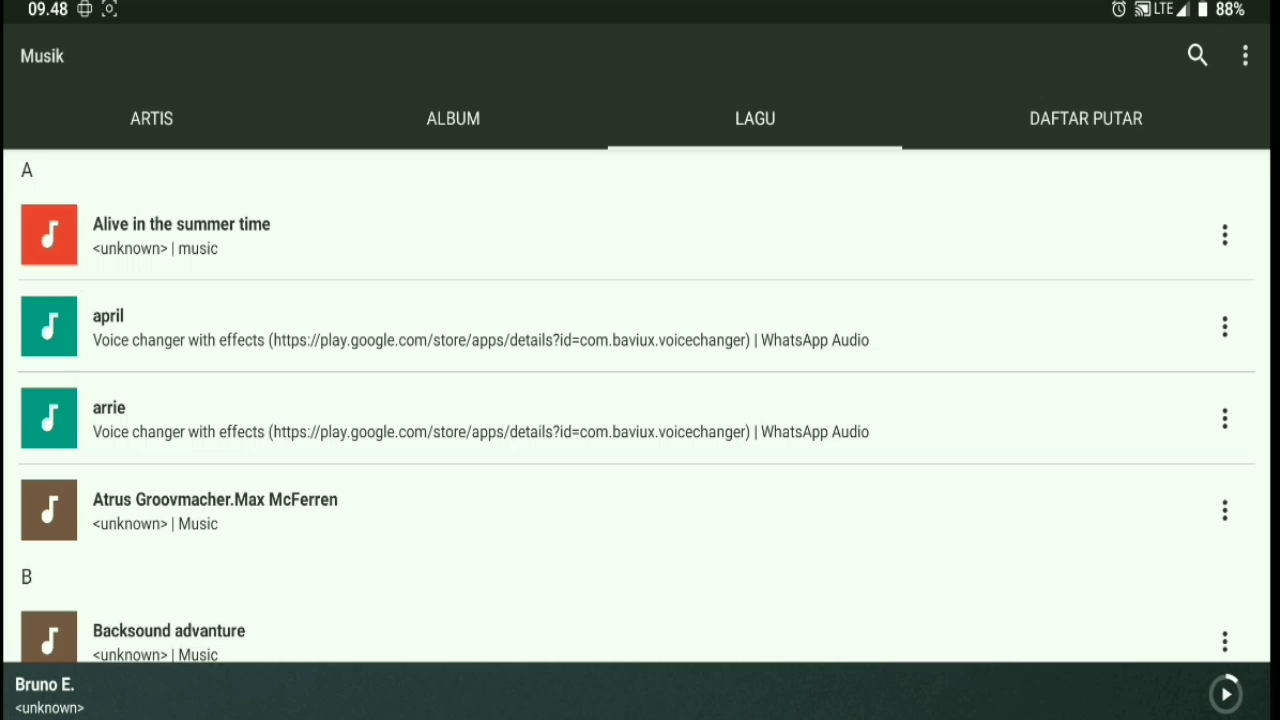 09.48 LTE 88%
Musik
ARTIS ALBUM LAGU DAFTAR PUTAR
A
Alive in the summer time
<unknown> | music
april
Voice changer with effects (https://play.google.com/store/apps/details?id=com.baviux.voicechanger) | WhatsApp Audio
arrie
Voice changer with effects (https://play.google.com/store/apps/details?id=com.baviux.voicechanger) | WhatsApp Audio
Atrus Groovmacher.Max McFerren
<unknown> | Music
B
Backsound advanture
<unknown> | Music
Bruno E.
<unknown>